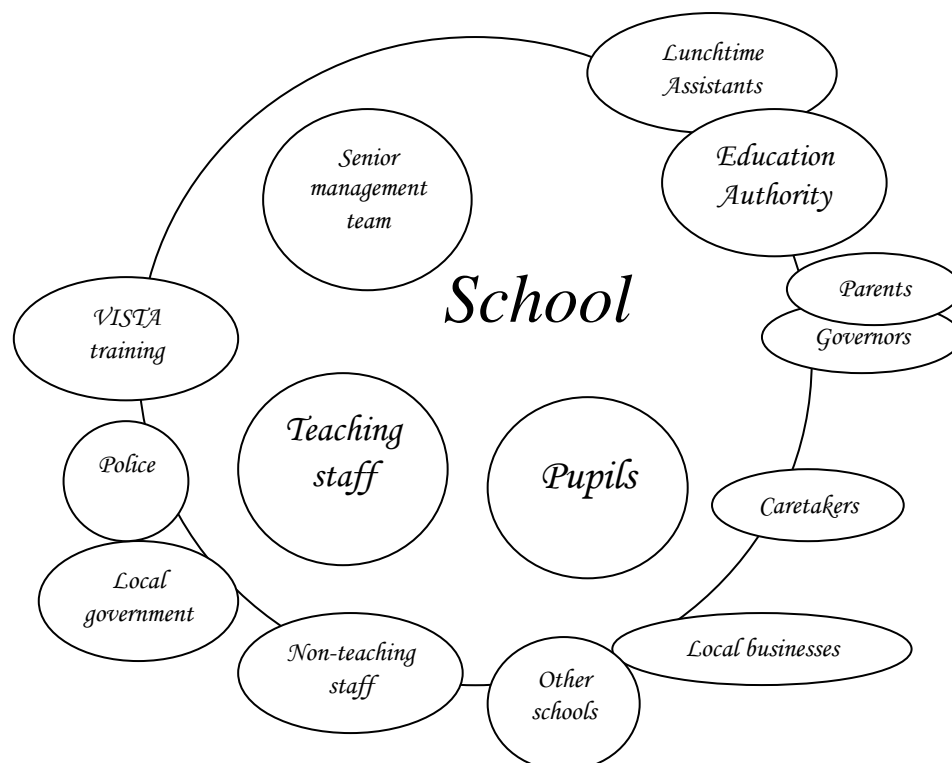 Lunchtime
Assistants
Education
Authority
Senior
management
team
School
Parents
Governors
VISTA
training
Teaching
staff
Pupils
Police
Caretakers
Local
government
Non-teaching
staff
Other
schools
Local businesses